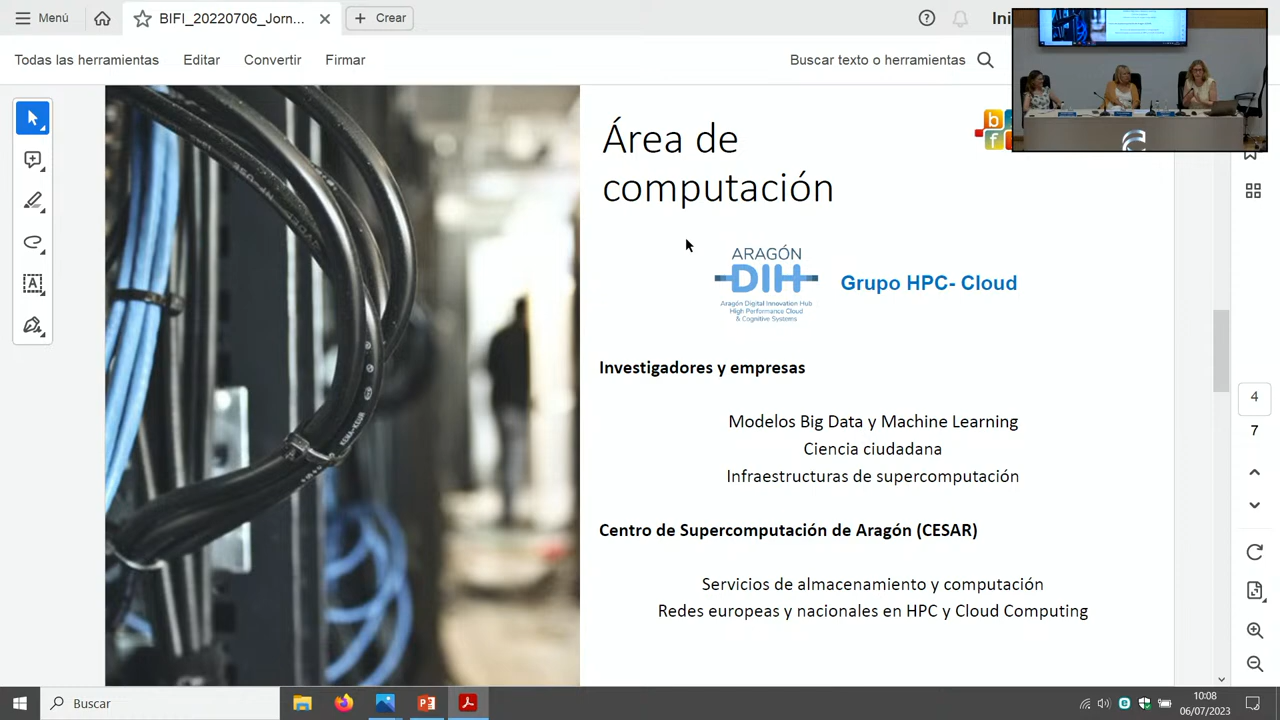 Menú
BIFI_20220706_Jorn...
Crear
Ini
Todas las herramientas
Editar
Convertir
Firmar
Buscar texto o herramientas
Área de
computación
b
f
ARAGÓN
DIH
Aragón Digital Innovation Hub
High Performance Cloud
& Cognitive Systems
Grupo HPC- Cloud
Investigadores y empresas
Modelos Big Data y Machine Learning
Ciencia ciudadana
Infraestructuras de supercomputación
Centro de Supercomputación de Aragón (CESAR)
Servicios de almacenamiento y computación
Redes europeas y nacionales en HPC y Cloud Computing
4
7
Buscar
10:08
06/07/2023